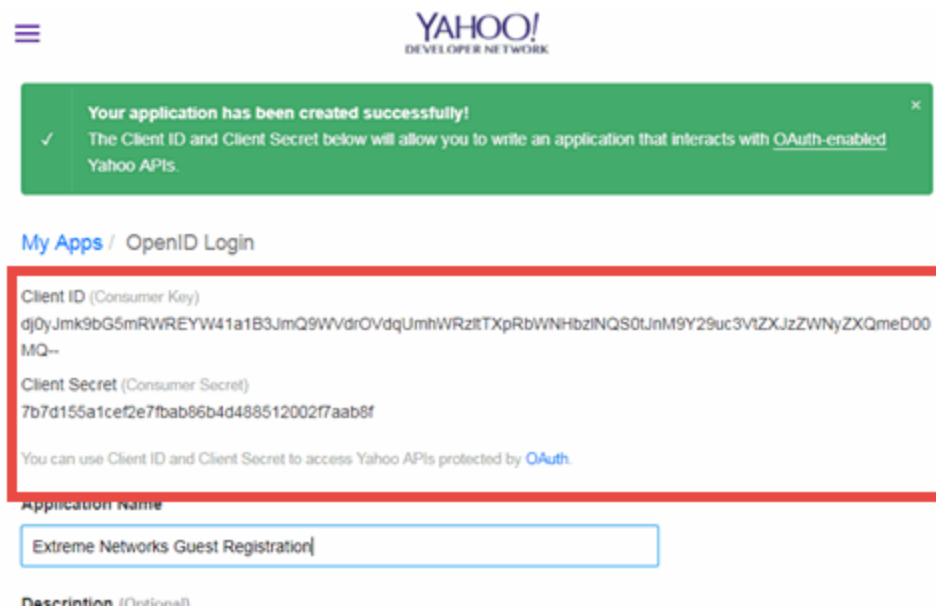 YAHOO!
DEVELOPER NETWORK
Your application has been created successfully!
The Client ID and Client Secret below will allow you to write an application that interacts with OAuth-enabled
Yahoo APIs.
My Apps / OpenID Login
Client ID (Consumer Key)
dj0yJmk9bG5mRWREYW41a1B3JmQ9WVdrOVdqUmhWRzltTXpRbWNHbzlNQS0tJnM9Y29uc3VtZXJzZWNyZXQmeD00
MQ--
Client Secret (Consumer Secret)
7b7d155a1cef2e7fbab86b4d488512002f7aab8f
You can use Client ID and Client Secret to access Yahoo APIs protected by OAuth.
Application Name
Extreme Networks Guest Registration
Description (Optional)